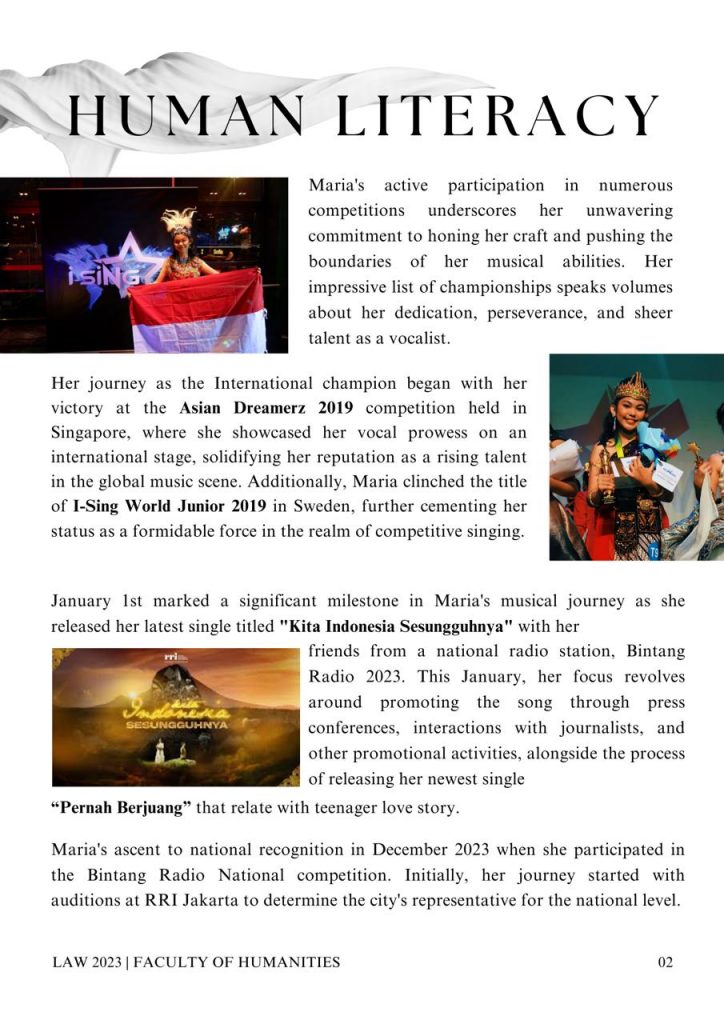 HUMAN LITERACY
i SiNG
Maria's active participation in numerous
competitions underscores her unwavering
commitment to honing her craft and pushing the
boundaries of her musical abilities. Her
impressive list of championships speaks volumes
about her dedication, perseverance, and sheer
talent as a vocalist.
Her journey as the International champion began with her
victory at the Asian Dreamerz 2019 competition held in
Singapore, where she showcased her vocal prowess on an
international stage, solidifying her reputation as a rising talent
in the global music scene. Additionally, Maria clinched the title
of I-Sing World Junior 2019 in Sweden, further cementing her
status as a formidable force in the realm of competitive singing.
T9
January 1st marked a significant milestone in Maria's musical journey as she
released her latest single titled "Kita Indonesia Sesungguhnya" with her
friends from a national radio station, Bintang
Radio 2023. This January, her focus revolves
around promoting the song through press
conferences, interactions with journalists, and
other promotional activities, alongside the process
of releasing her newest single
rri
Kita
Indonesia
SESUNGGUHNYA
“Pernah Berjuang” that relate with teenager love story.
Maria's ascent to national recognition in December 2023 when she participated in
the Bintang Radio National competition. Initially, her journey started with
auditions at RRI Jakarta to determine the city's representative for the national level.
LAW 2023 | FACULTY OF HUMANITIES
02